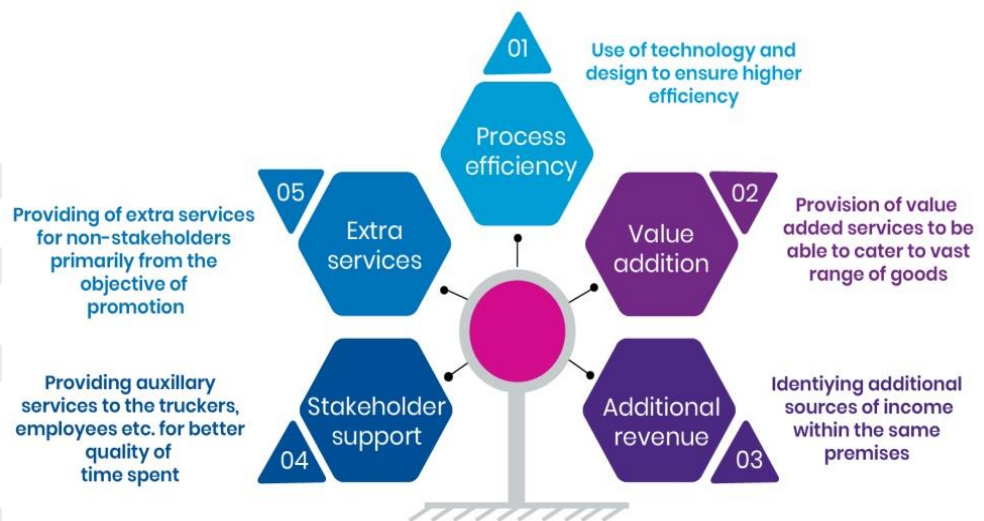 01
Process
efficiency
Use of technology and
design to ensure higher
efficiency
02
Value
addition
Provision of value
added services to be
able to cater to vast
range of goods
03
Additional
revenue
Identiying additional
sources of income
within the same
premises
04
Stakeholder
support
Providing auxillary
services to the truckers,
employees etc. for better
quality of
time spent
05
Extra
services
Providing of extra services
for non-stakeholders
primarily from the
objective of
promotion